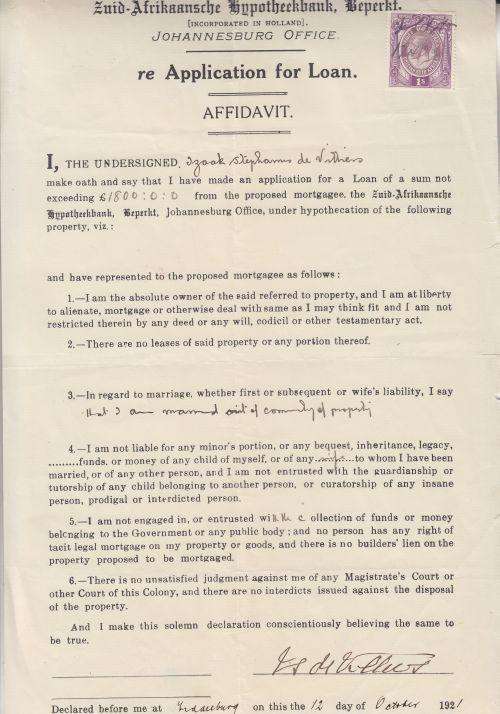 Zuid-Afrikaansche Hypotheekbank, Beperkt.
[INCORPORATED IN HOLLAND].
JOHANNESBURG OFFICE.
re Application for Loan.
AFFIDAVIT.
I, THE UNDERSIGNED, Izaak Stephanus de Villiers
make oath and say that I have made an application for a Loan of a sum not
exceeding £1800:0:0 from the proposed mortgagee, the Zuid-Afrikaansche
Hypotheekbank, Beperkt, Johannesburg Office, under hypothecation of the following
property, viz.:
and have represented to the proposed mortgagee as follows:
1.—I am the absolute owner of the said referred to property, and I am at liberty
to alienate, mortgage or otherwise deal with same as I may think fit and I am not
restricted therein by any deed or any will, codicil or other testamentary act.
2.—There are no leases of said property or any portion thereof.
3.—In regard to marriage, whether first or subsequent or wife's liability, I say
that I am married out of community of property
4.—I am not liable for any minor's portion, or any bequest, inheritance, legacy,
.........funds, or money of any child of myself, or of any...wife...to whom I have been
married, or of any other person, and I am not entrusted with the guardianship or
tutorship of any child belonging to another person, or curatorship of any insane
person, prodigal or interdicted person.
5.—I am not engaged in, or entrusted with the collection of funds or money
belonging to the Government or any public body; and no person has any right of
tacit legal mortgage on my property or goods, and there is no builders' lien on the
property proposed to be mortgaged.
6.—There is no unsatisfied judgment against me of any Magistrate's Court or
other Court of this Colony, and there are no interdicts issued against the disposal
of the property.
And I make this solemn declaration conscientiously believing the same to
be true.
Is de Villiers
Declared before me at on this the 12 day of October 1921